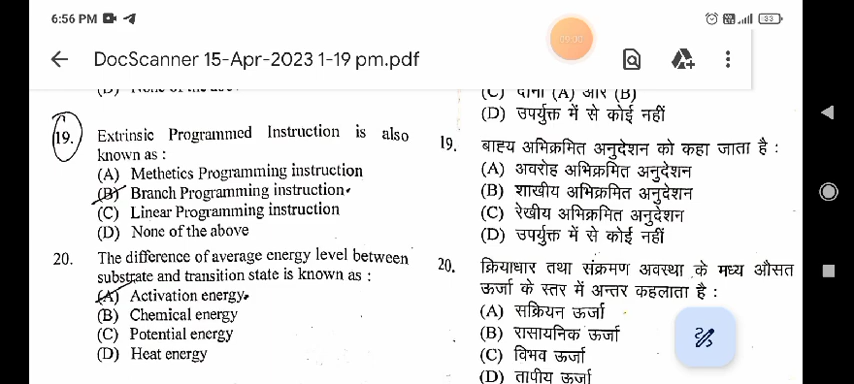 6:56 PM
33
00:00
DocScanner 15-Apr-2023 1-19 pm.pdf
19. Extrinsic Programmed Instruction is also
known as :
(A) Methetics Programming instruction
(B) Branch Programming instruction
(C) Linear Programming instruction
(D) None of the above
20. The difference of average energy level between
substrate and transition state is known as :
(A) Activation energy
(B) Chemical energy
(C) Potential energy
(D) Heat energy
(C) दोनों (A) और (B)
(D) उपर्युक्त में से कोई नहीं
19. बाह्य अभिक्रमित अनुदेशन को कहा जाता है :
(A) अवरोह अभिक्रमित अनुदेशन
(B) शाखीय अभिक्रमित अनुदेशन
(C) रेखीय अभिक्रमित अनुदेशन
(D) उपर्युक्त में से कोई नहीं
20. क्रियाधार तथा संक्रमण अवस्था के मध्य औसत
ऊर्जा के स्तर में अन्तर कहलाता है :
(A) सक्रियन ऊर्जा
(B) रासायनिक ऊर्जा
(C) विभव ऊर्जा
(D) तापीय ऊर्जा